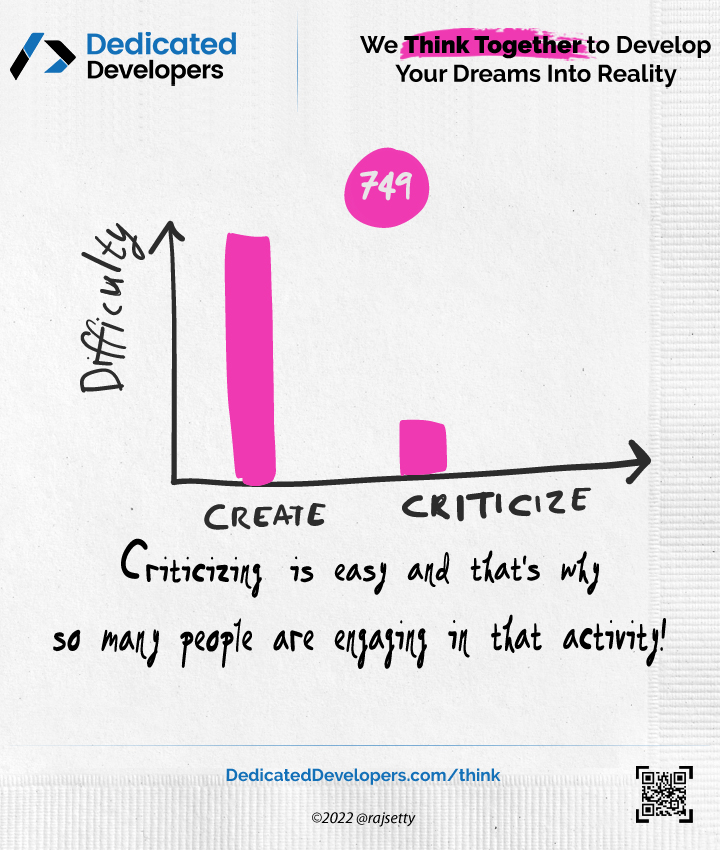 Dedicated
Developers
We Think Together to Develop
Your Dreams Into Reality
749
Difficulty
CREATE
CRITICIZE
Criticizing is easy and that's why
so many people are engaging in that activity!
DedicatedDevelopers.com/think
©2022 @rajsetty